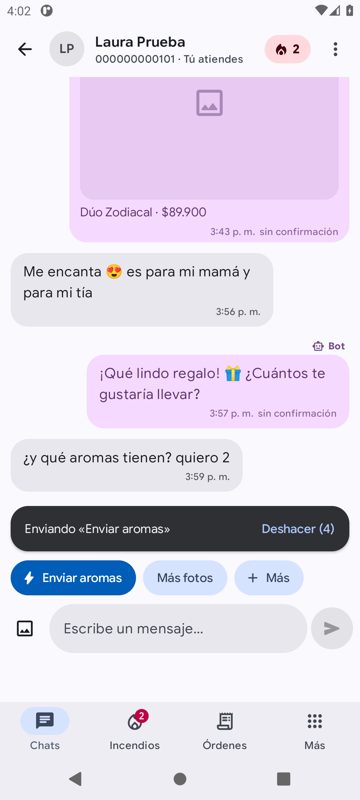 4:02
LP
Laura Prueba
000000000101 · Tú atiendes
2
Dúo Zodiacal · $89.900
3:43 p. m. sin confirmación
Me encanta 😍 es para mi mamá y
para mi tía
3:56 p. m.
Bot
¡Qué lindo regalo! 🎁 ¿Cuántos te
gustaría llevar?
3:57 p. m. sin confirmación
¿y qué aromas tienen? quiero 2
3:59 p. m.
Enviando «Enviar aromas»
Deshacer (4)
Enviar aromas
Más fotos
+ Más
Escribe un mensaje...
2
Chats
Incendios
Órdenes
Más